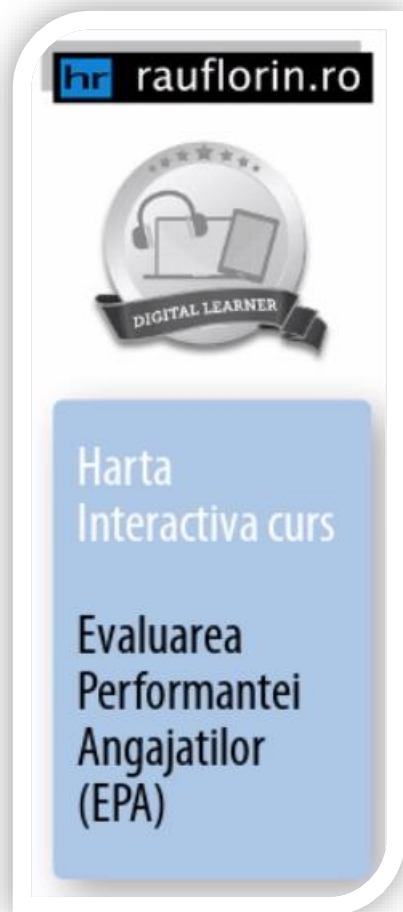 hr rauflorin.ro
DIGITAL LEARNER
Harta
Interactiva curs
Evaluarea
Performantei
Angajatilor
(EPA)